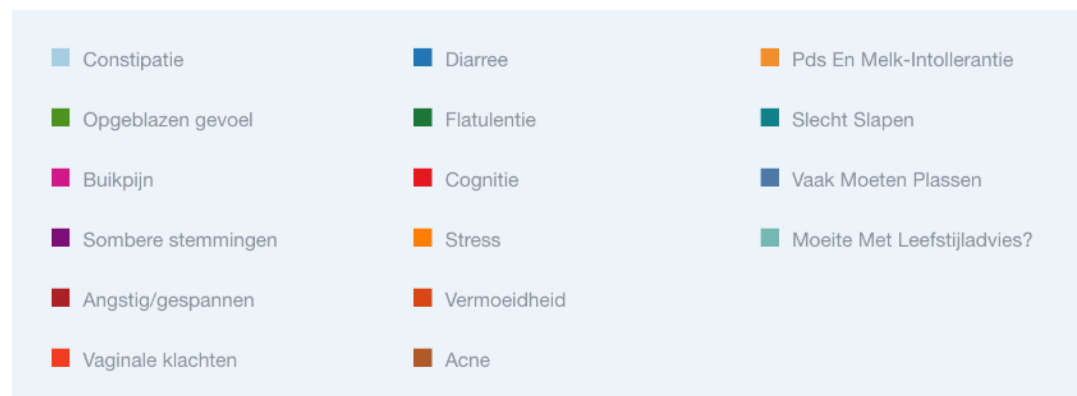 Constipatie
Opgeblazen gevoel
Buikpijn
Sombere stemmingen
Angstig/gespannen
Vaginale klachten
Diarree
Flatulentie
Cognitie
Stress
Vermoeidheid
Acne
Pds En Melk-Intollerantie
Slecht Slapen
Vaak Moeten Plassen
Moeite Met Leefstijladvies?